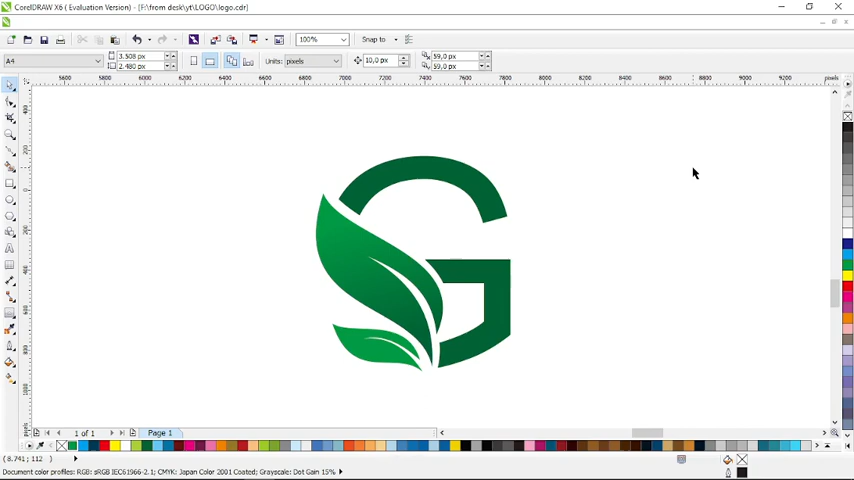 CorelDRAW X6 ( Evaluation Version) - [F:\from desk\yt\LOGO\logo.cdr]
100%
Snap to
A4
3.508 px
2.480 px
Units: pixels
10,0 px
59,0 px
59,0 px
5600 5800 6000 6200 6400 6600 6800 7000 7200 7400 7600 7800 8000 8200 8400 8600 8800 9000 9200 pixels
G
1 of 1
Page 1
( 8.741; 112 )
Document color profiles: RGB: sRGB IEC61966-2.1; CMYK: Japan Color 2001 Coated; Grayscale: Dot Gain 15%